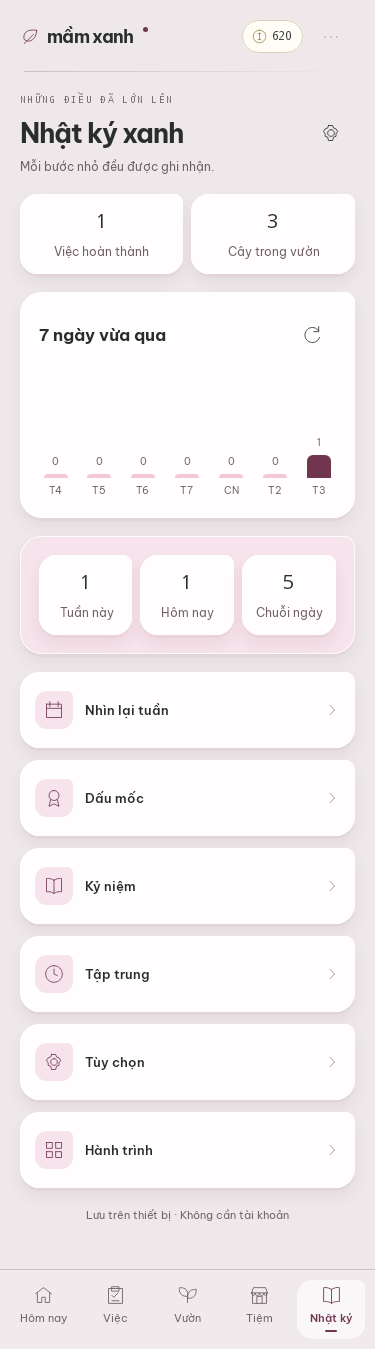 mầm xanh
620
NHỮNG ĐIỀU ĐÃ LỚN LÊN
Nhật ký xanh
Mỗi bước nhỏ đều được ghi nhận.
1
Việc hoàn thành
3
Cây trong vườn
7 ngày vừa qua
0 0 0 0 0 0 1
T4 T5 T6 T7 CN T2 T3
1
Tuần này
1
Hôm nay
5
Chuỗi ngày
Nhìn lại tuần
Dấu mốc
Kỷ niệm
Tập trung
Tùy chọn
Hành trình
Lưu trên thiết bị · Không cần tài khoản
Hôm nay
Việc
Vườn
Tiệm
Nhật ký